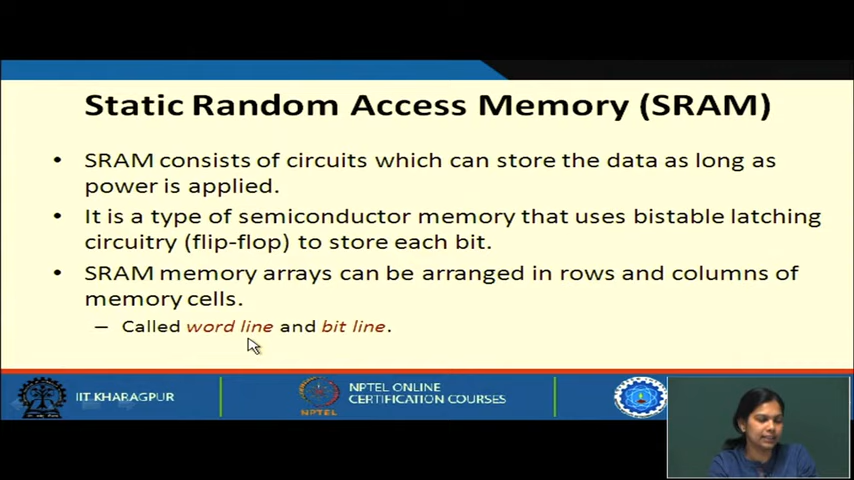 Static Random Access Memory (SRAM)
• SRAM consists of circuits which can store the data as long as
power is applied.
• It is a type of semiconductor memory that uses bistable latching
circuitry (flip-flop) to store each bit.
• SRAM memory arrays can be arranged in rows and columns of
memory cells.
– Called word line and bit line.
IIT KHARAGPUR
NPTEL
NPTEL ONLINE
CERTIFICATION COURSES